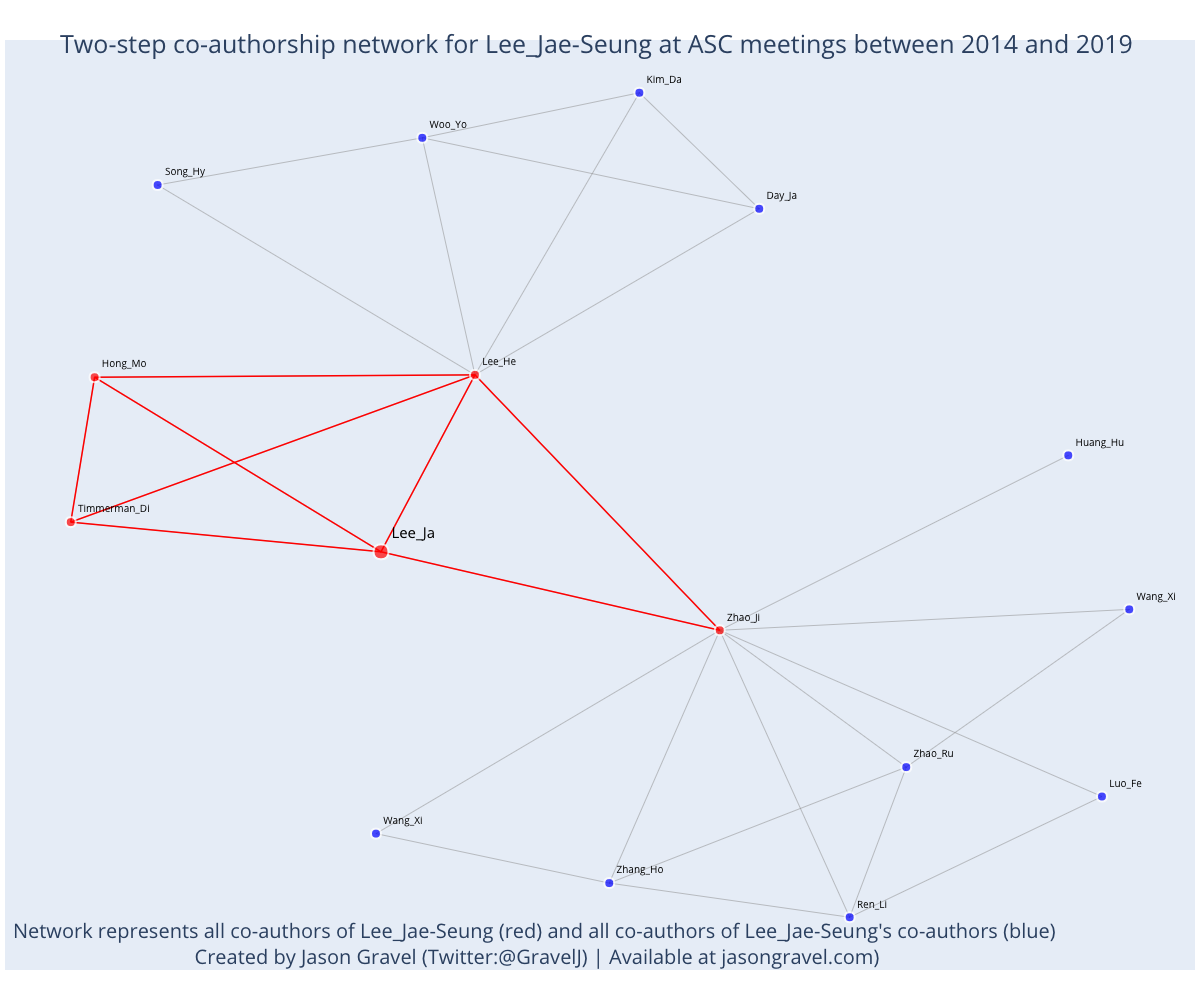 Two-step co-authorship network for Lee_Jae-Seung at ASC meetings between 2014 and 2019
Kim_Da
Woo_Yo
Song_Hy
Day_Ja
Lee_He
Hong_Mo
Huang_Hu
Timmerman_Di
Lee_Ja
Wang_Xi
Zhao_Ji
Zhao_Ru
Luo_Fe
Wang_Xi
Zhang_Ho
Ren_Li
Network represents all co-authors of Lee_Jae-Seung (red) and all co-authors of Lee_Jae-Seung's co-authors (blue)
Created by Jason Gravel (Twitter:@GravelJ) | Available at jasongravel.com)